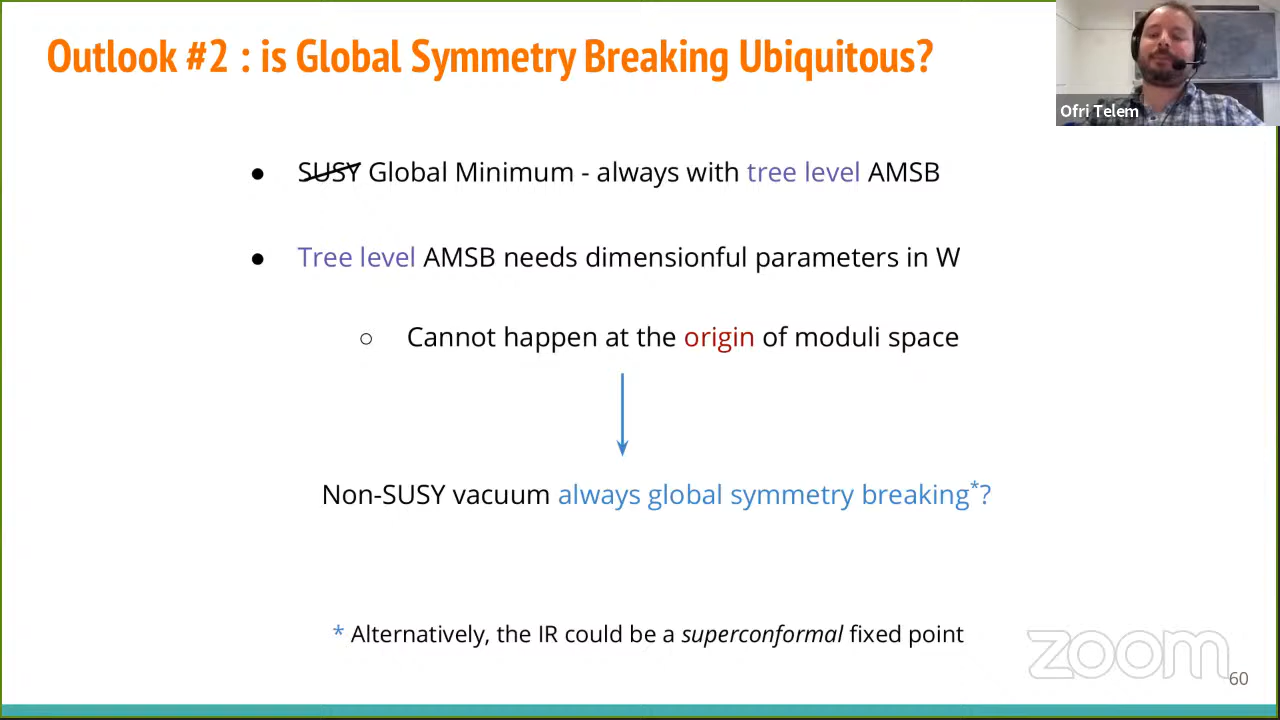 Outlook #2 : is Global Symmetry Breaking Ubiquitous?
Ofri Telem
● SUSY Global Minimum - always with tree level AMSB
● Tree level AMSB needs dimensionful parameters in W
○ Cannot happen at the origin of moduli space
Non-SUSY vacuum always global symmetry breaking*?
* Alternatively, the IR could be a superconformal fixed point
zoom
60